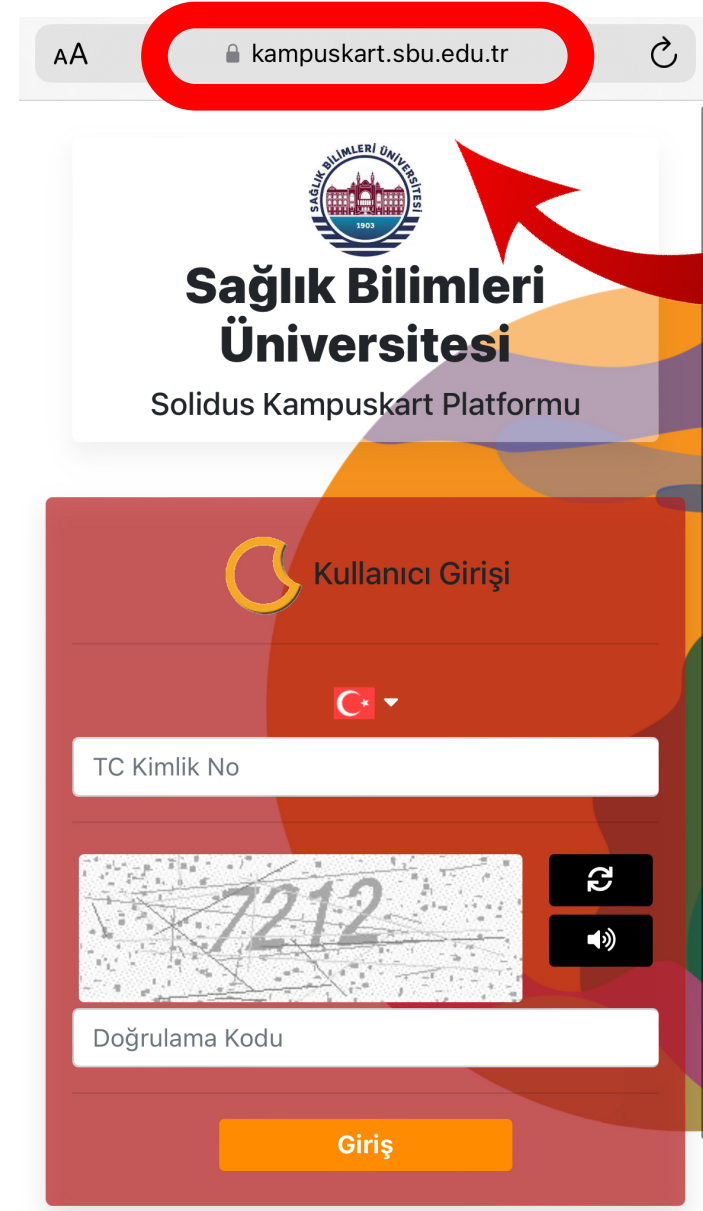 AA
kampuskart.sbu.edu.tr
SAĞLIK BİLİMLERİ ÜNİVERSİTESİ
1903
Sağlık Bilimleri
Üniversitesi
Solidus Kampuskart Platformu
Kullanıcı Girişi
TC Kimlik No
7212
Doğrulama Kodu
Giriş